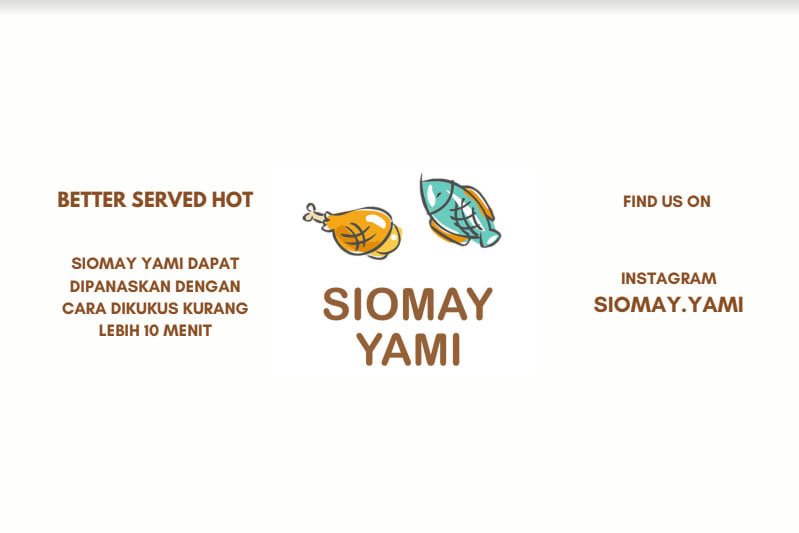 BETTER SERVED HOT
SIOMAY YAMI DAPAT
DIPANASKAN DENGAN
CARA DIKUKUS KURANG
LEBIH 10 MENIT
SIOMAY
YAMI
FIND US ON
INSTAGRAM
SIOMAY.YAMI